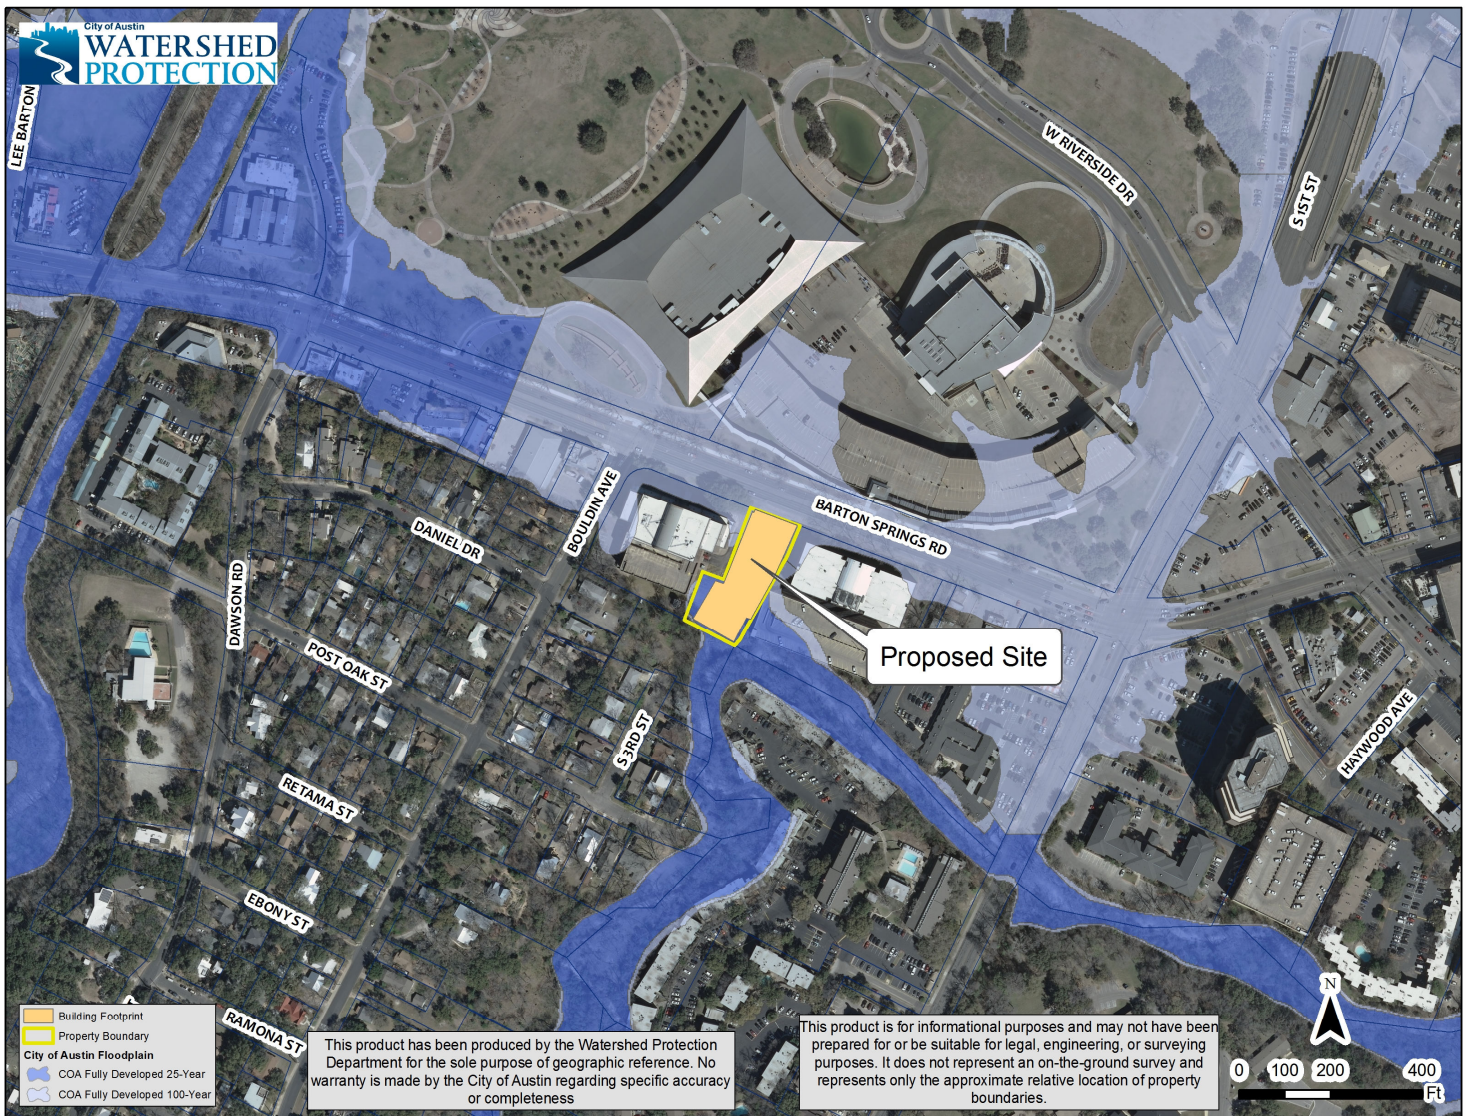 City of Austin
WATERSHED
PROTECTION
LEE BARTON
W RIVERSIDE DR
S 1ST ST
BOULDIN AVE
BARTON SPRINGS RD
DANIEL DR
DAWSON RD
POST OAK ST
Proposed Site
S 3RD ST
HAYWOOD AVE
RETAMA ST
EBONY ST
RAMONA ST
Building Footprint
Property Boundary
City of Austin Floodplain
COA Fully Developed 25-Year
COA Fully Developed 100-Year
This product has been produced by the Watershed Protection
Department for the sole purpose of geographic reference. No
warranty is made by the City of Austin regarding specific accuracy
or completeness
This product is for informational purposes and may not have been
prepared for or be suitable for legal, engineering, or surveying
purposes. It does not represent an on-the-ground survey and
represents only the approximate relative location of property
boundaries.
N
0 100 200 400
Ft